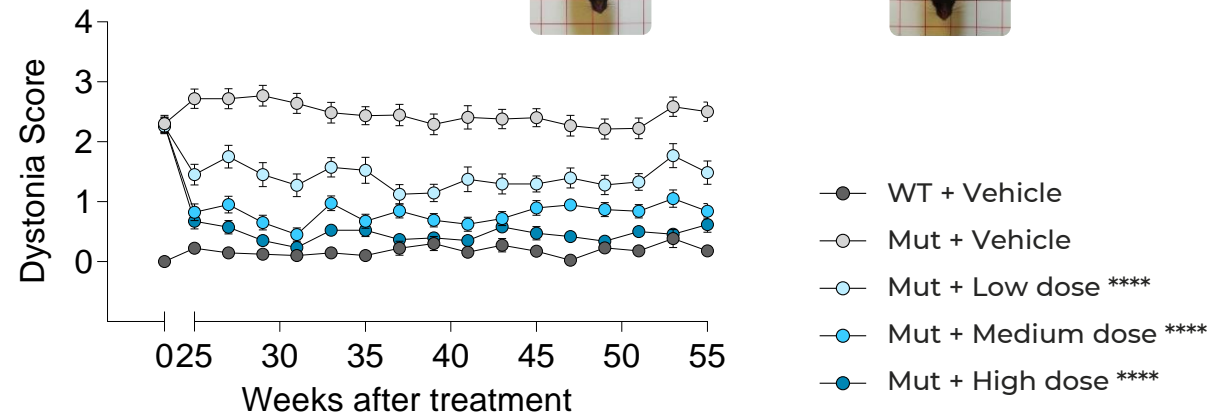 4
3
2
1
0
Dystonia Score
0 25 30 35 40 45 50 55
Weeks after treatment
WT + Vehicle
Mut + Vehicle
Mut + Low dose ****
Mut + Medium dose ****
Mut + High dose ****